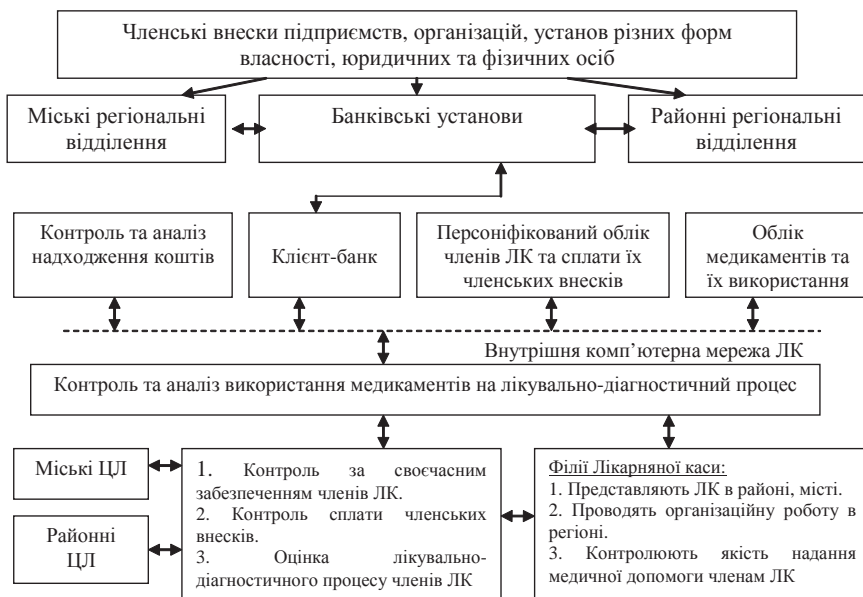 Членські внески підприємств, організацій, установ різних форм
власності, юридичних та фізичних осіб
Міські регіональні
відділення
Банківські установи
Районні регіональні
відділення
Контроль та аналіз
надходження коштів
Клієнт-банк
Персоніфікований облік
членів ЛК та сплати їх
членських внесків
Облік
медикаментів та
їх використання
Внутрішня комп’ютерна мережа ЛК
Контроль та аналіз використання медикаментів на лікувально-діагностичний процес
Міські ЦЛ
Районні
ЦЛ
1. Контроль за своєчасним
забезпеченням членів ЛК.
2. Контроль сплати членських
внесків.
3. Оцінка лікувально-
діагностичного процесу членів ЛК
Філії Лікарняної каси:
1. Представляють ЛК в районі, місті.
2. Проводять організаційну роботу в
регіоні.
3. Контролюють якість надання
медичної допомоги членам ЛК